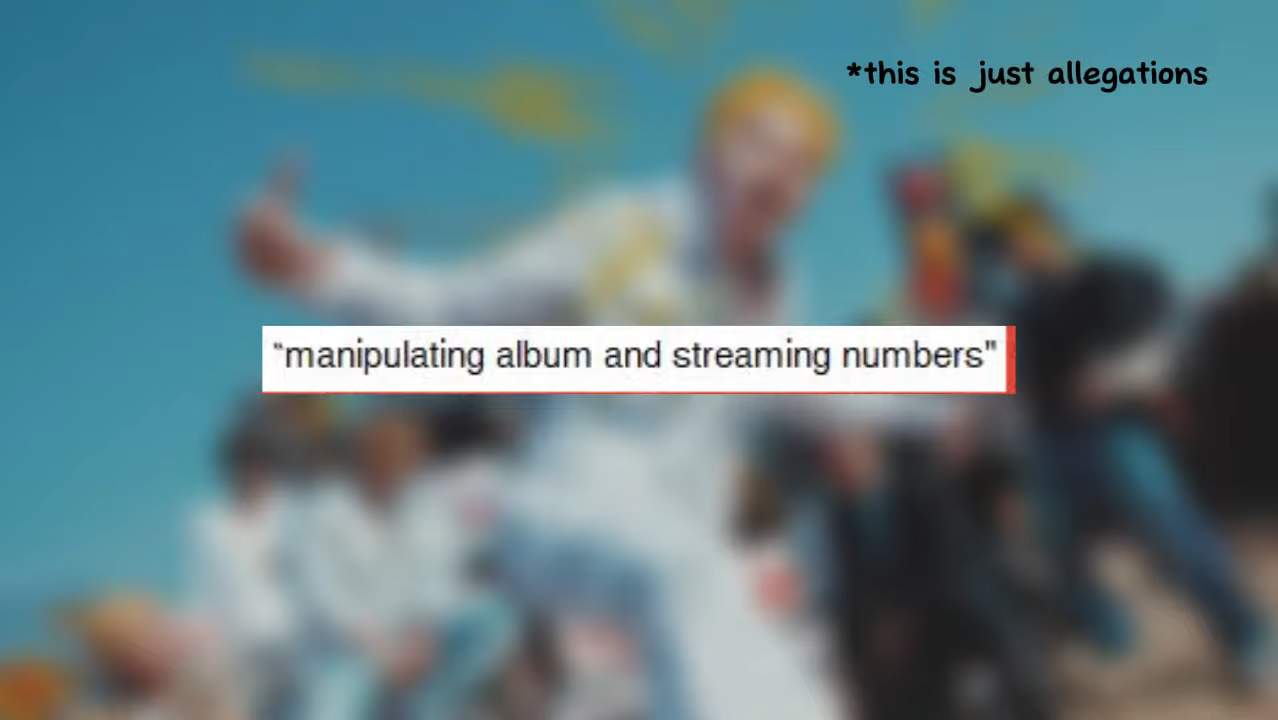 *this is just allegations
“manipulating album and streaming numbers”